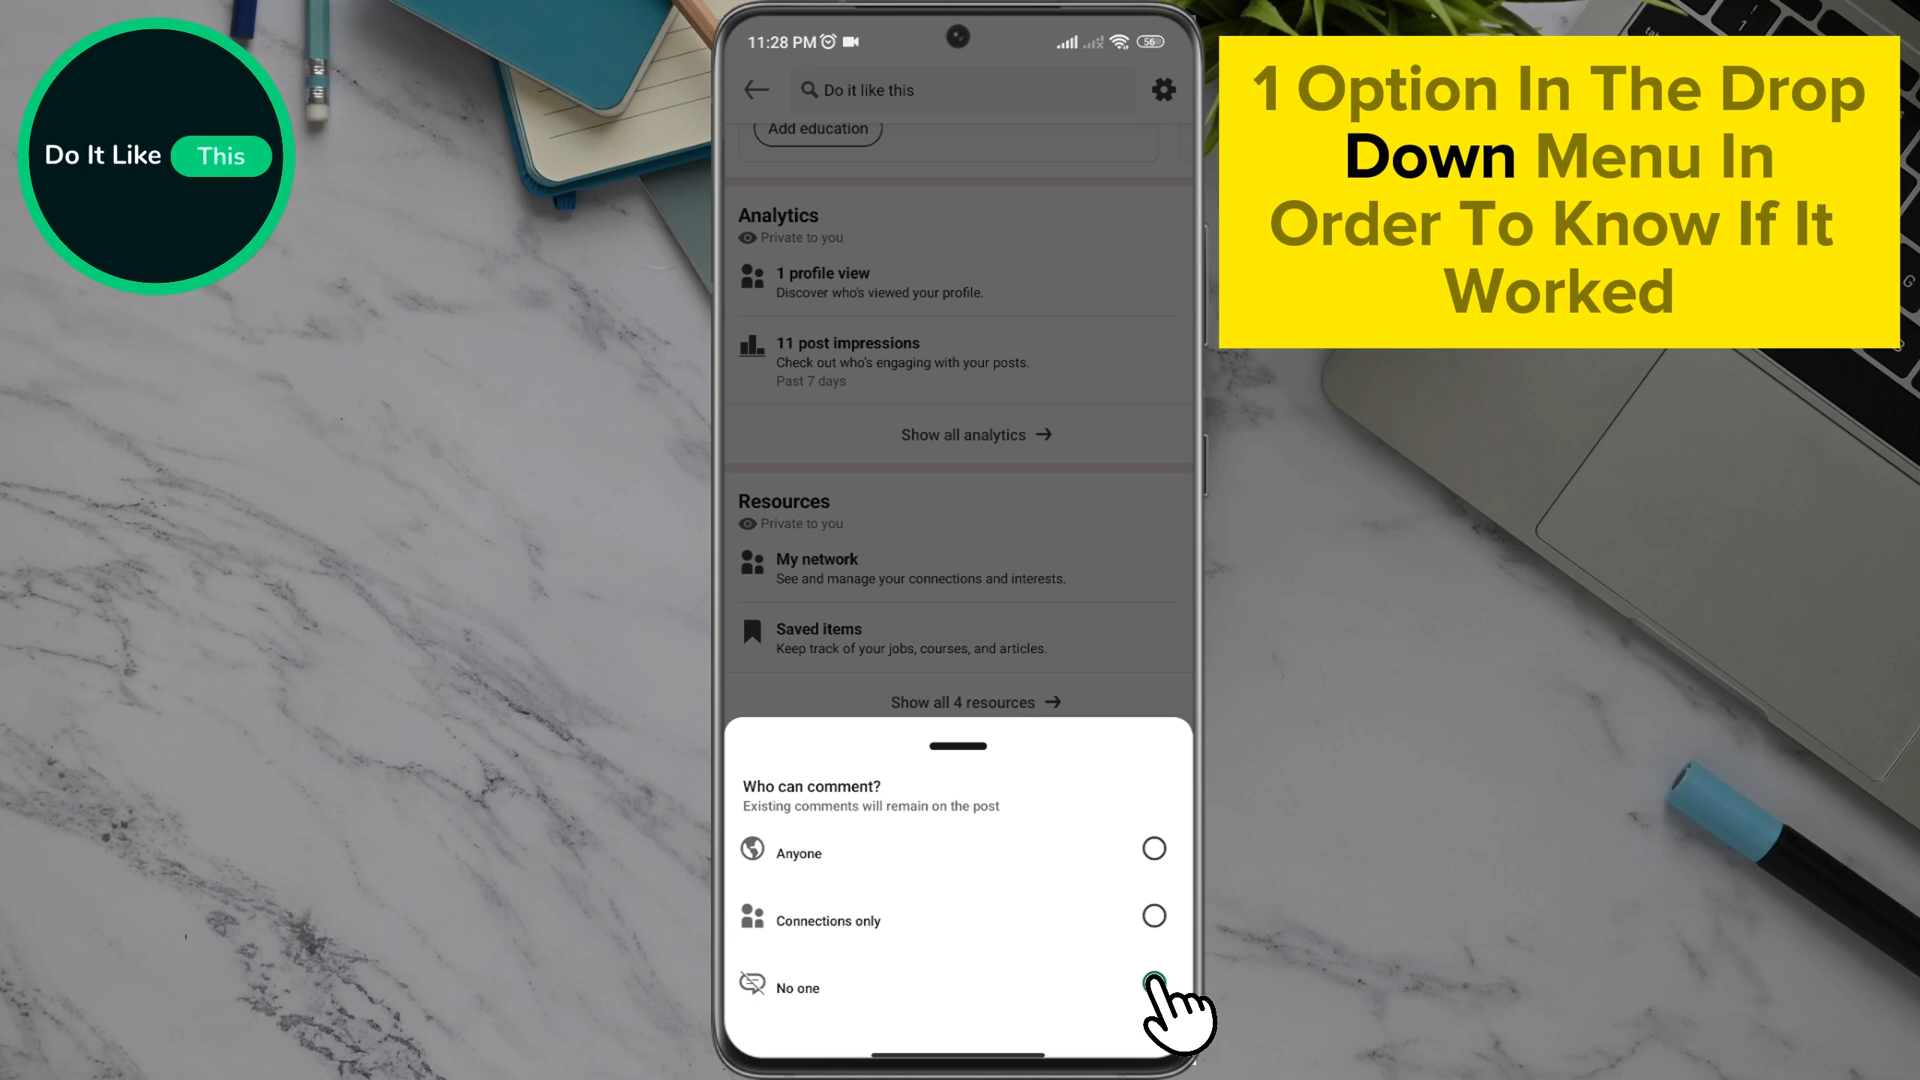 Do It Like This
11:28 PM
56
Do it like this
Add education
Analytics
Private to you
1 profile view
Discover who's viewed your profile.
11 post impressions
Check out who's engaging with your posts.
Past 7 days
Show all analytics
Resources
Private to you
My network
See and manage your connections and interests.
Saved items
Keep track of your jobs, courses, and articles.
Show all 4 resources
Who can comment?
Existing comments will remain on the post
Anyone
Connections only
No one
1 Option In The Drop
Down Menu In
Order To Know If It
Worked